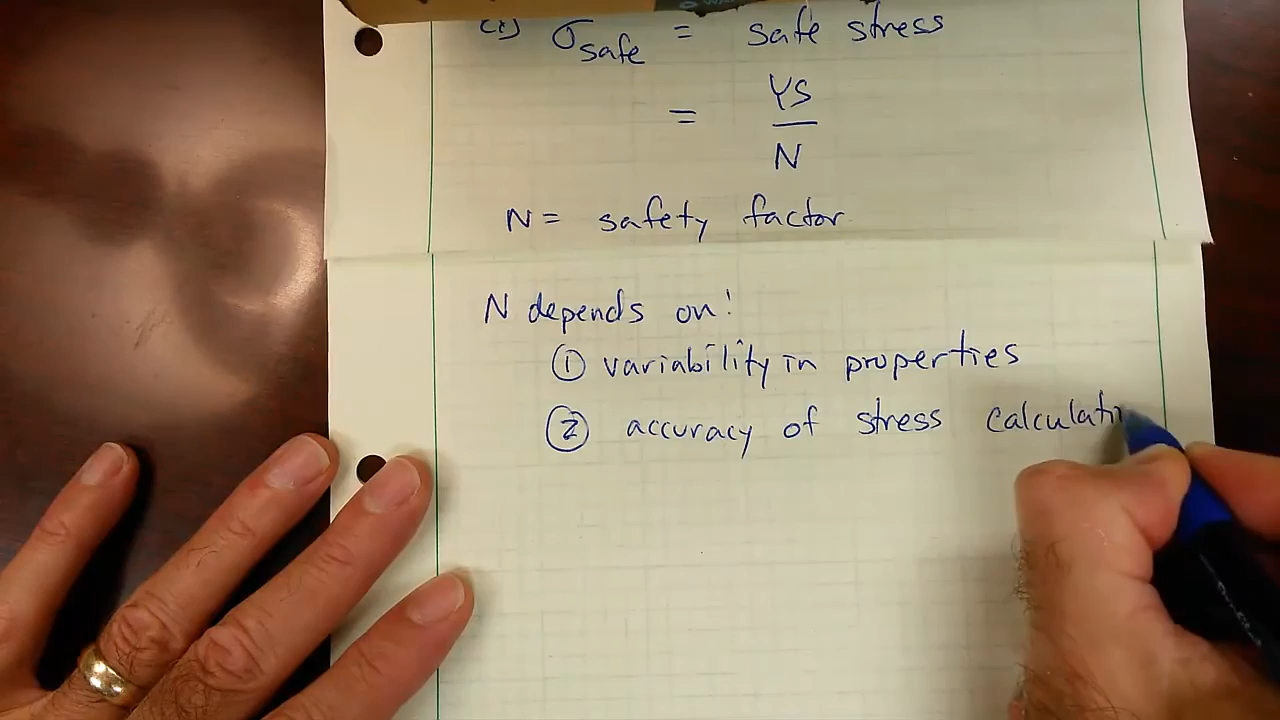 σsafe = safe stress
= YS
N
N = safety factor
N depends on!
① variability in properties
② accuracy of stress calculati